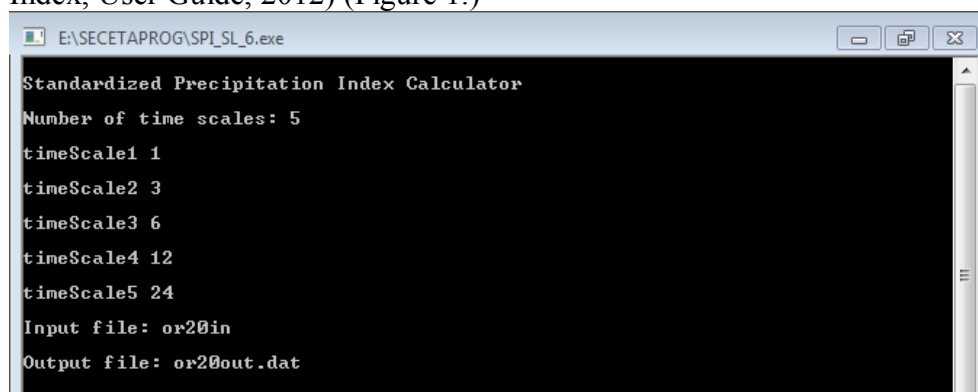 Index, User Guide, 2012) (Figure 1.)
E:\SECETAPROG\SPI_SL_6.exe
Standardized Precipitation Index Calculator
Number of time scales: 5
timeScale1 1
timeScale2 3
timeScale3 6
timeScale4 12
timeScale5 24
Input file: or20in
Output file: or20out.dat